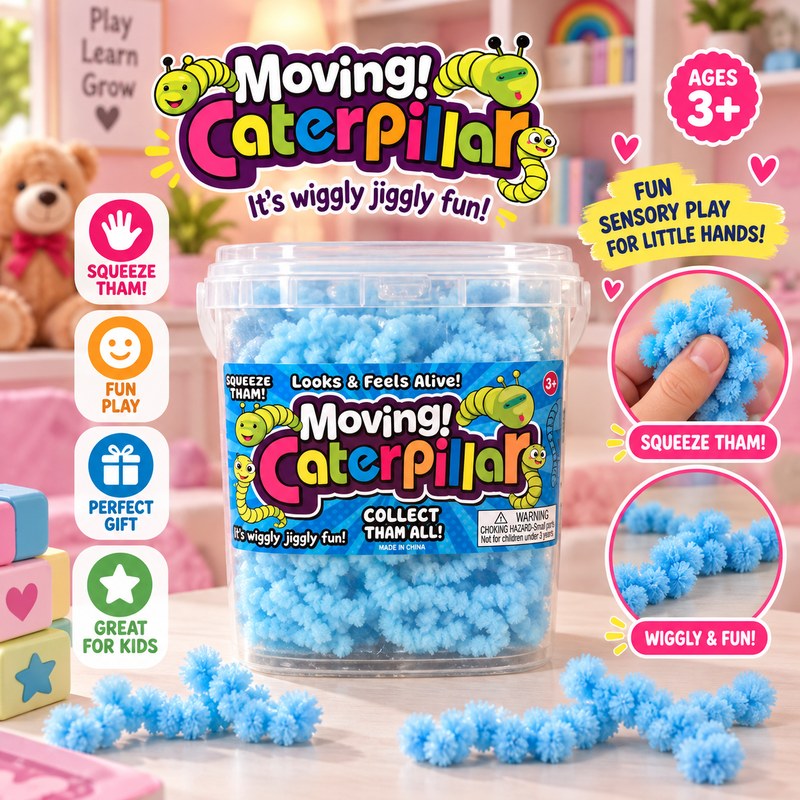 Play
Learn
Grow
Moving!
Caterpillar
It's wiggly jiggly fun!
AGES
3+
FUN
SENSORY PLAY
FOR LITTLE HANDS!
SQUEEZE
THAM!
FUN
PLAY
PERFECT
GIFT
GREAT
FOR KIDS
SQUEEZE
THAM!
Looks & Feels Alive!
3+
Moving!
Caterpillar
It's wiggly jiggly fun!
COLLECT
THAM ALL!
MADE IN CHINA
WARNING
CHOKING HAZARD-Small parts
Not for children under 3 years
SQUEEZE THAM!
WIGGLY & FUN!